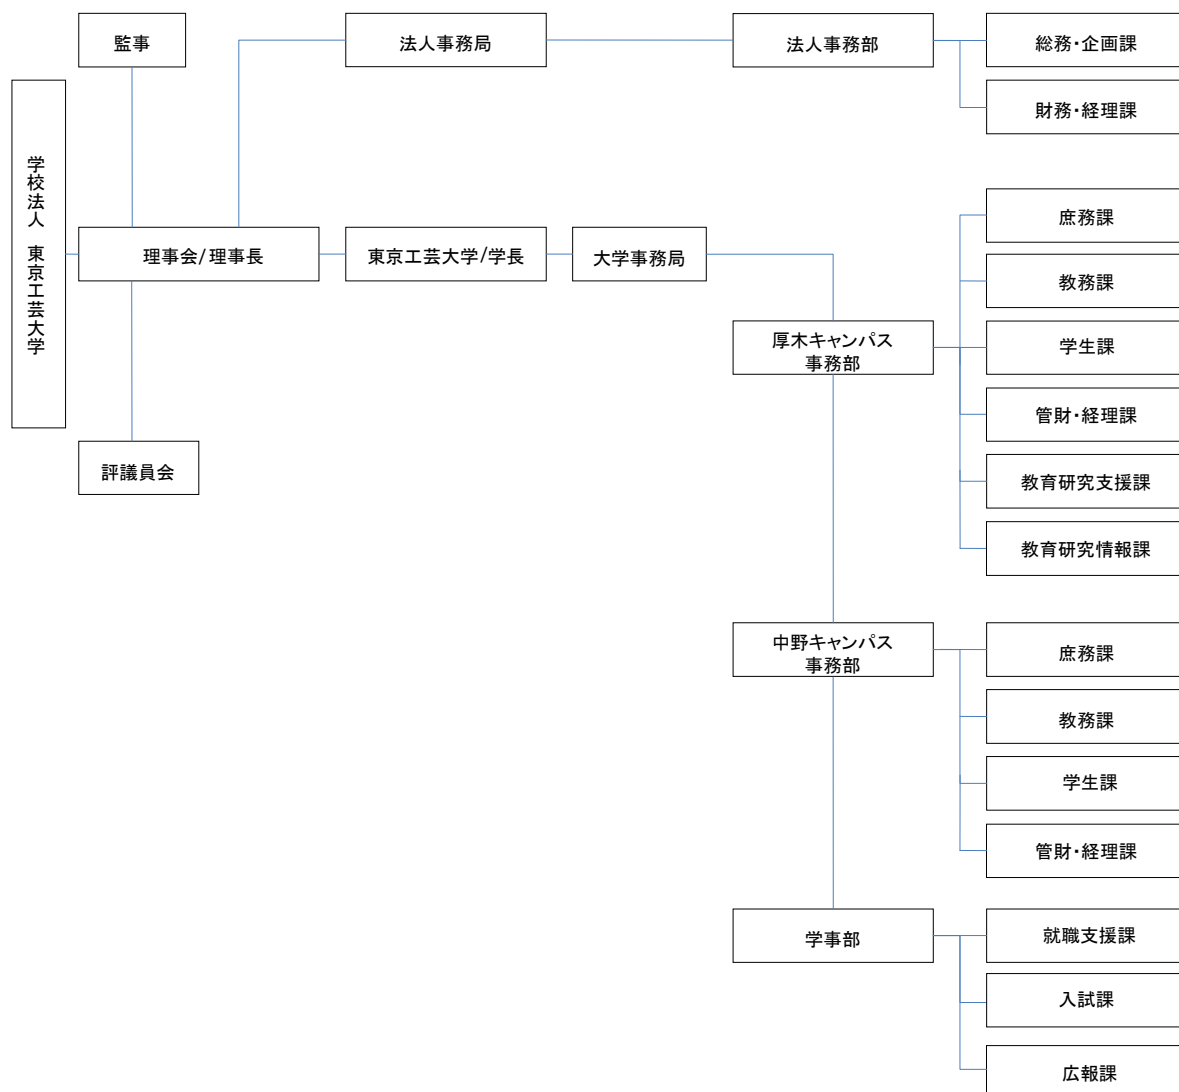 監事
法人事務局
法人事務部
総務・企画課
財務・経理課
学校法人　東京工芸大学
理事会/理事長
東京工芸大学/学長
大学事務局
評議員会
厚木キャンパス
事務部
庶務課
教務課
学生課
管財・経理課
教育研究支援課
教育研究情報課
中野キャンパス
事務部
庶務課
教務課
学生課
管財・経理課
学事部
就職支援課
入試課
広報課